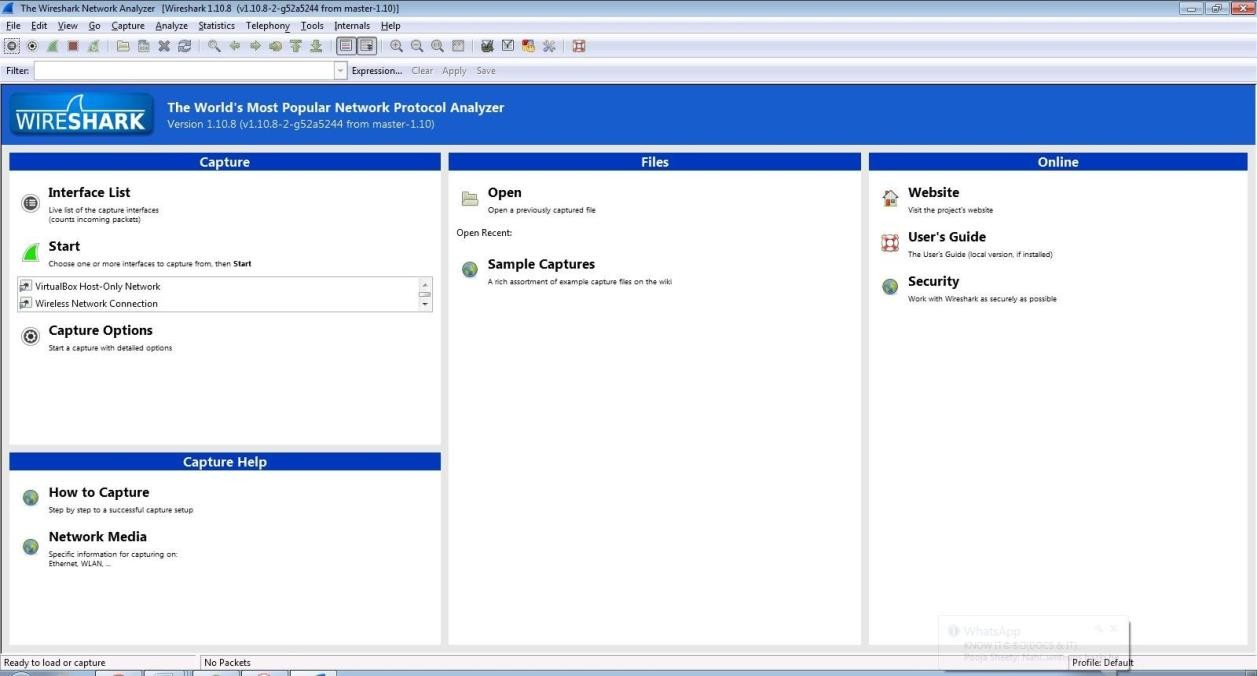 The Wireshark Network Analyzer [Wireshark 1.10.8 (v1.10.8-2-g52a5244 from master-1.10)]
File Edit View Go Capture Analyze Statistics Telephony Tools Internals Help
Filter: Expression... Clear Apply Save
WIRESHARK
The World's Most Popular Network Protocol Analyzer
Version 1.10.8 (v1.10.8-2-g52a5244 from master-1.10)
Capture
Interface List
Live list of the capture interfaces
(counts incoming packets)
Start
Choose one or more interfaces to capture from, then Start
VirtualBox Host-Only Network
Wireless Network Connection
Capture Options
Start a capture with detailed options
Capture Help
How to Capture
Step by step to a successful capture setup
Network Media
Specific information for capturing on:
Ethernet, WLAN, ...
Files
Open
Open a previously captured file
Open Recent:
Sample Captures
A rich assortment of example capture files on the wiki
Online
Website
Visit the project's website
User's Guide
The User's Guide (local version, if installed)
Security
Work with Wireshark as securely as possible
WhatsApp
KNOW IT
Pooja Shetty:
Ready to load or capture No Packets Profile: Default